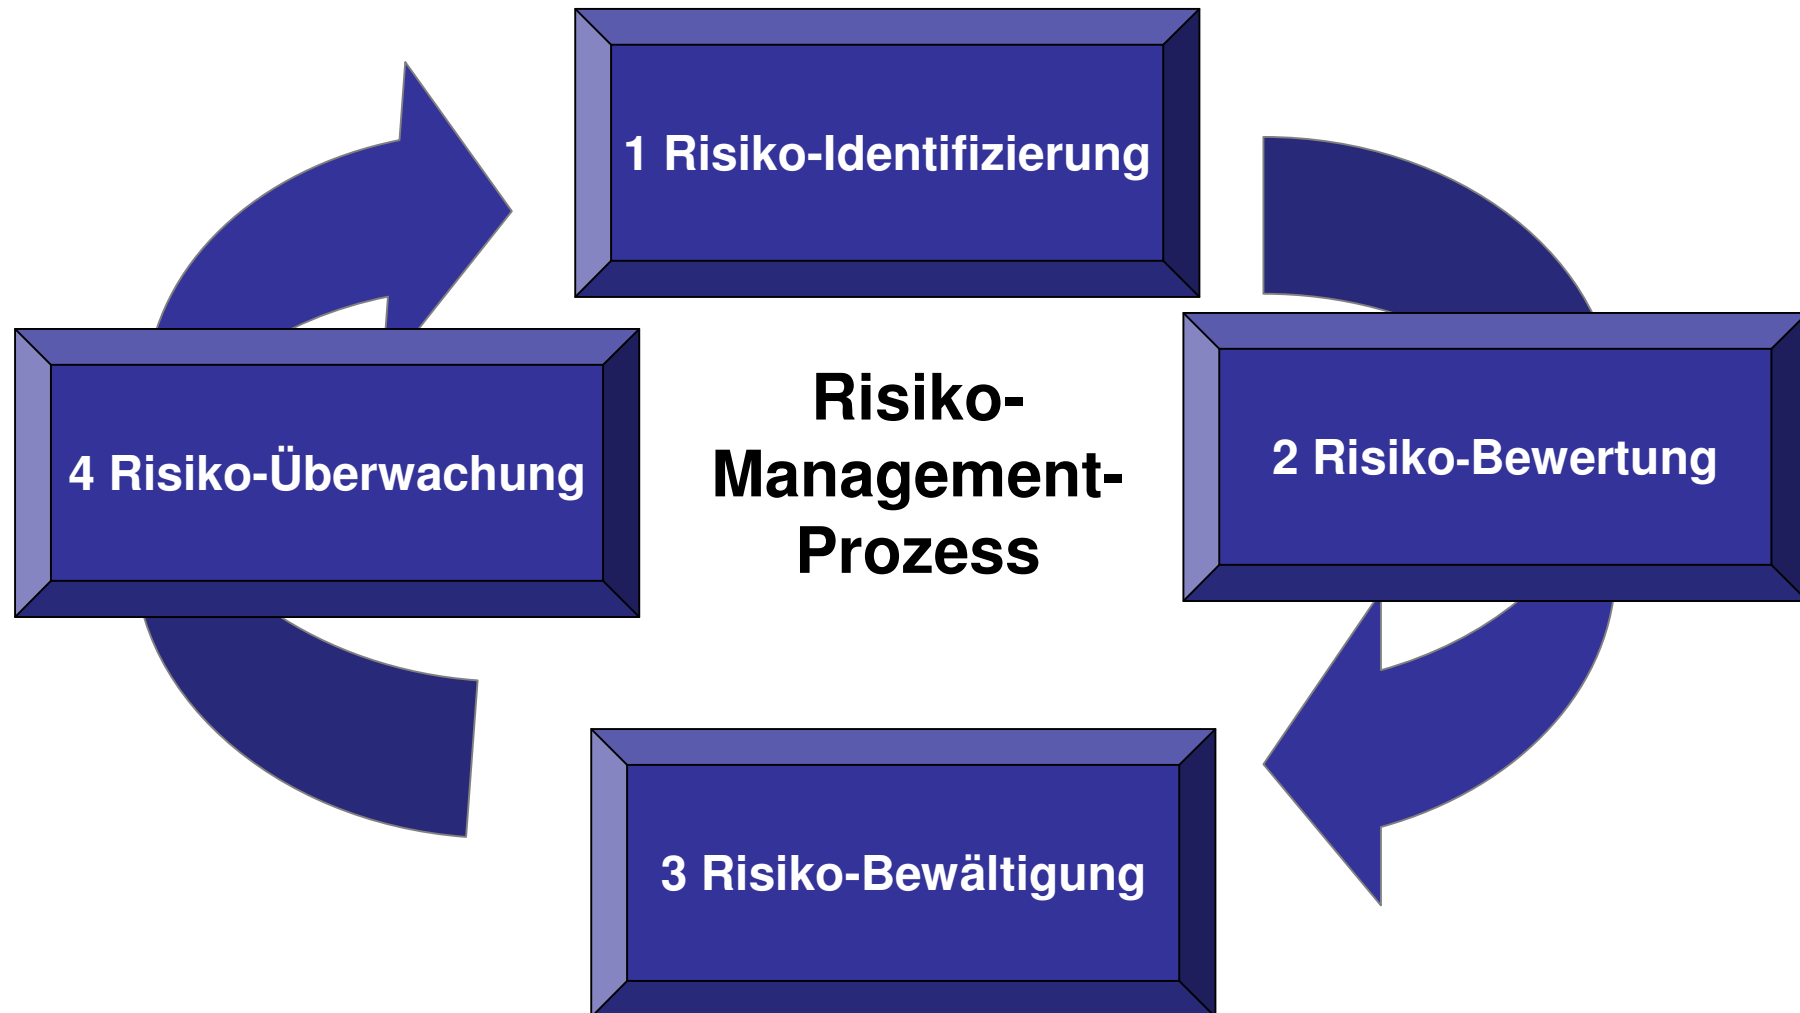 1 Risiko-Identifizierung
Risiko-
Management-
Prozess
2 Risiko-Bewertung
4 Risiko-Überwachung
3 Risiko-Bewältigung